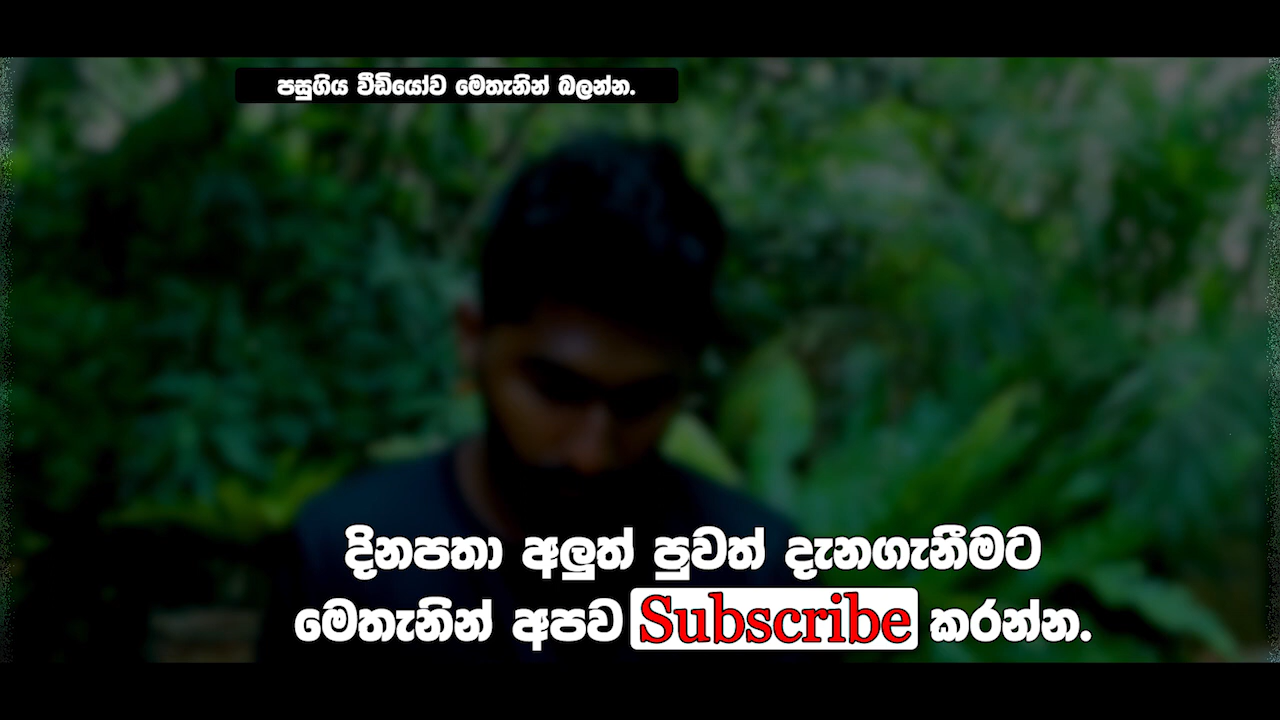 පසුගිය වීඩියෝව මෙතැනින් බලන්න.
දිනපතා අලුත් පුවත් දැනගැනීමට
මෙතැනින් අපව Subscribe කරන්න.